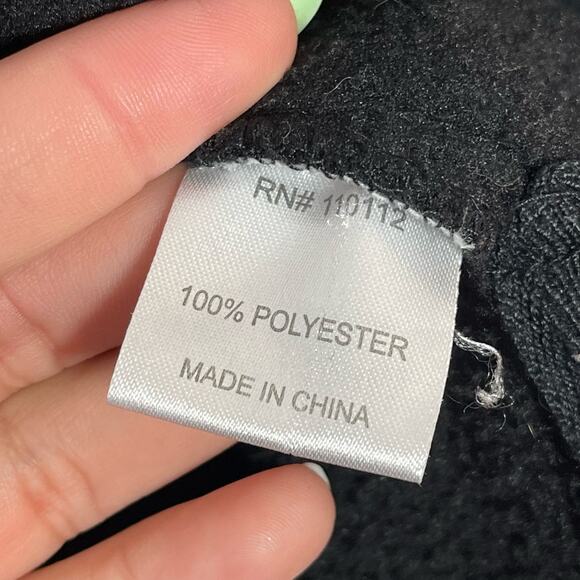 RN# 110112
100% POLYESTER
MADE IN CHINA